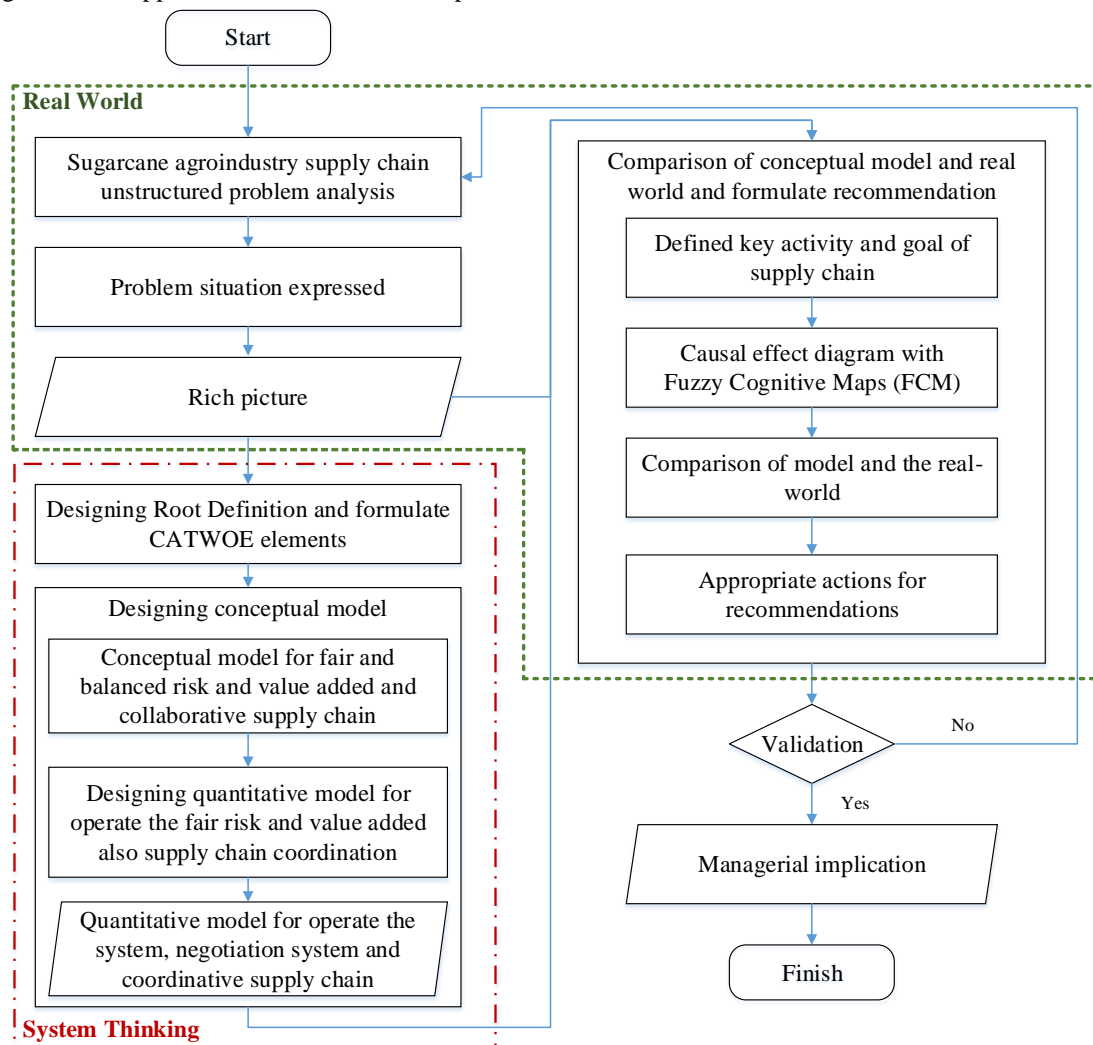 Start
Real World
Sugarcane agroindustry supply chain
unstructured problem analysis
Problem situation expressed
Rich picture
Designing Root Definition and formulate
CATWOE elements
Designing conceptual model
Conceptual model for fair and
balanced risk and value added and
collaborative supply chain
Designing quantitative model for
operate the fair risk and value added
also supply chain coordination
Quantitative model for operate the
system, negotiation system and
coordinative supply chain
System Thinking
Comparison of conceptual model and real
world and formulate recommendation
Defined key activity and goal of
supply chain
Causal effect diagram with
Fuzzy Cognitive Maps (FCM)
Comparison of model and the real-
world
Appropriate actions for
recommendations
Validation
No
Yes
Managerial implication
Finish